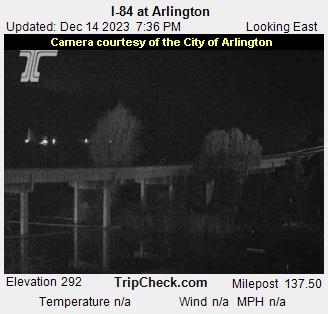 I-84 at Arlington
Updated: Dec 14 2023 7:36 PM Looking East
Camera courtesy of the City of Arlington
Elevation 292 TripCheck.com Milepost 137.50
Temperature n/a Wind n/a MPH n/a